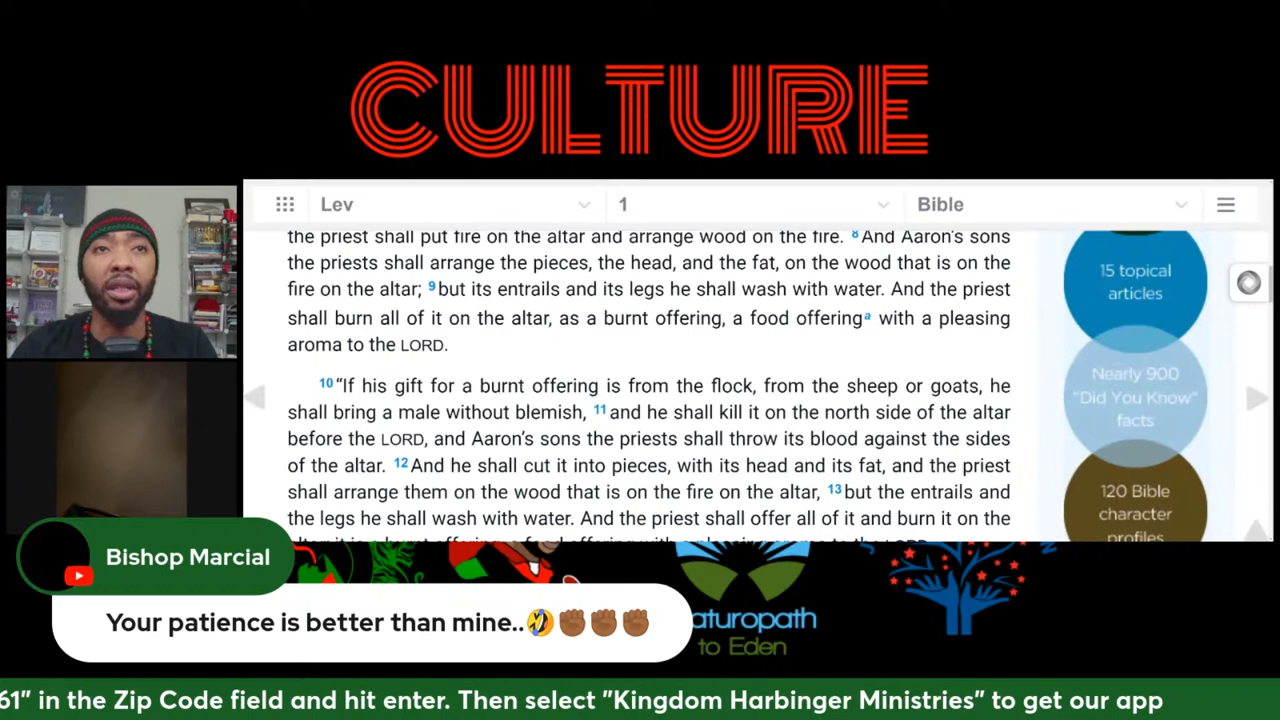 CULTURE
Lev 1 Bible
the priest shall put fire on the altar and arrange wood on the fire. 8 And Aaron's sons
the priests shall arrange the pieces, the head, and the fat, on the wood that is on the
fire on the altar; 9 but its entrails and its legs he shall wash with water. And the priest
shall burn all of it on the altar, as a burnt offering, a food offering a with a pleasing
aroma to the LORD.
10 “If his gift for a burnt offering is from the flock, from the sheep or goats, he
shall bring a male without blemish, 11 and he shall kill it on the north side of the altar
before the LORD, and Aaron's sons the priests shall throw its blood against the sides
of the altar. 12 And he shall cut it into pieces, with its head and its fat, and the priest
shall arrange them on the wood that is on the fire on the altar, 13 but the entrails and
the legs he shall wash with water. And the priest shall offer all of it and burn it on the
15 topical
articles
Nearly 900
“Did You Know”
facts
120 Bible
character
profiles
Bishop Marcial
Your patience is better than mine..🤣✊🏾✊🏾✊🏾
aturopath
to Eden
61” in the Zip Code field and hit enter. Then select ”Kingdom Harbinger Ministries” to get our app